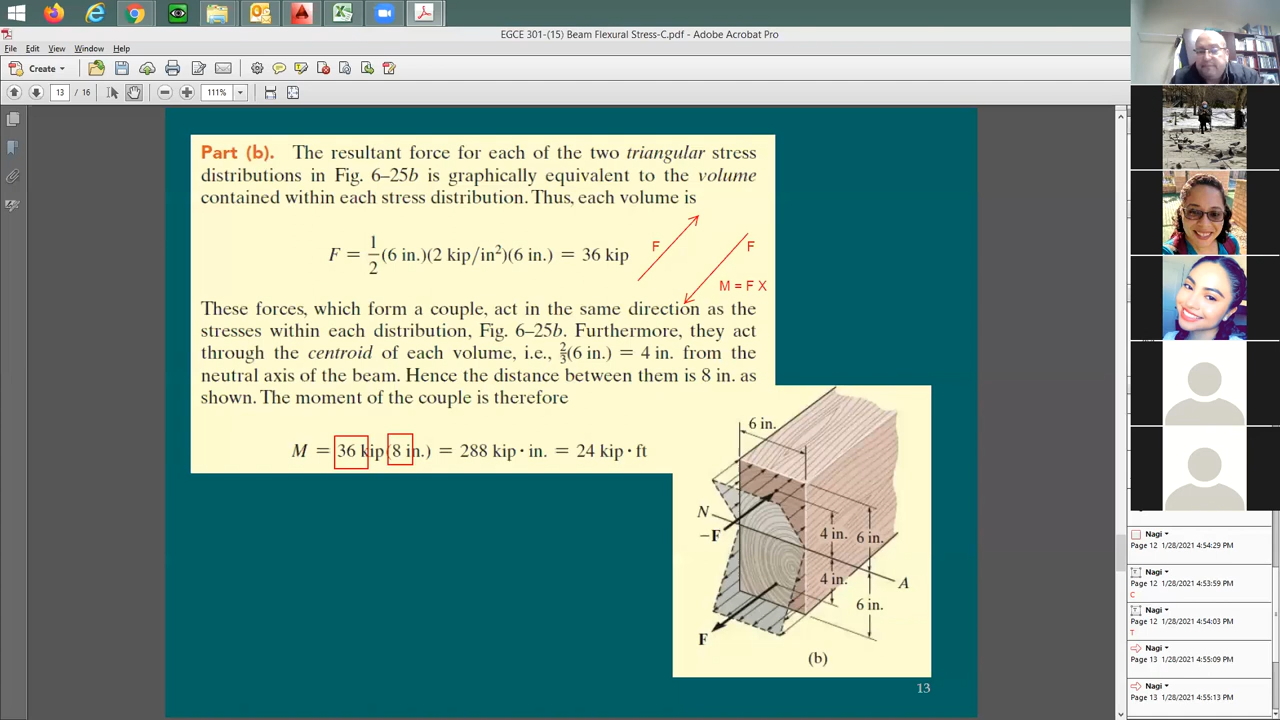 EGCE 301-(15) Beam Flexural Stress-C.pdf - Adobe Acrobat Pro
File Edit View Window Help
Create
13 / 16 111%
Part (b). The resultant force for each of the two triangular stress
distributions in Fig. 6–25b is graphically equivalent to the volume
contained within each stress distribution. Thus, each volume is
F = 1/2 (6 in.)(2 kip/in²)(6 in.) = 36 kip
F
F
M = F X
These forces, which form a couple, act in the same direction as the
stresses within each distribution, Fig. 6–25b. Furthermore, they act
through the centroid of each volume, i.e., 2/3(6 in.) = 4 in. from the
neutral axis of the beam. Hence the distance between them is 8 in. as
shown. The moment of the couple is therefore
M = 36 kip(8 in.) = 288 kip · in. = 24 kip · ft
6 in.
N
−F
4 in. 6 in.
4 in.
A
6 in.
F
(b)
13
Nagi
Page 12 1/28/2021 4:54:29 PM
T Nagi
Page 12 1/28/2021 4:53:59 PM
C
T Nagi
Page 12 1/28/2021 4:54:03 PM
T
Nagi
Page 13 1/28/2021 4:55:09 PM
Nagi
Page 13 1/28/2021 4:55:13 PM